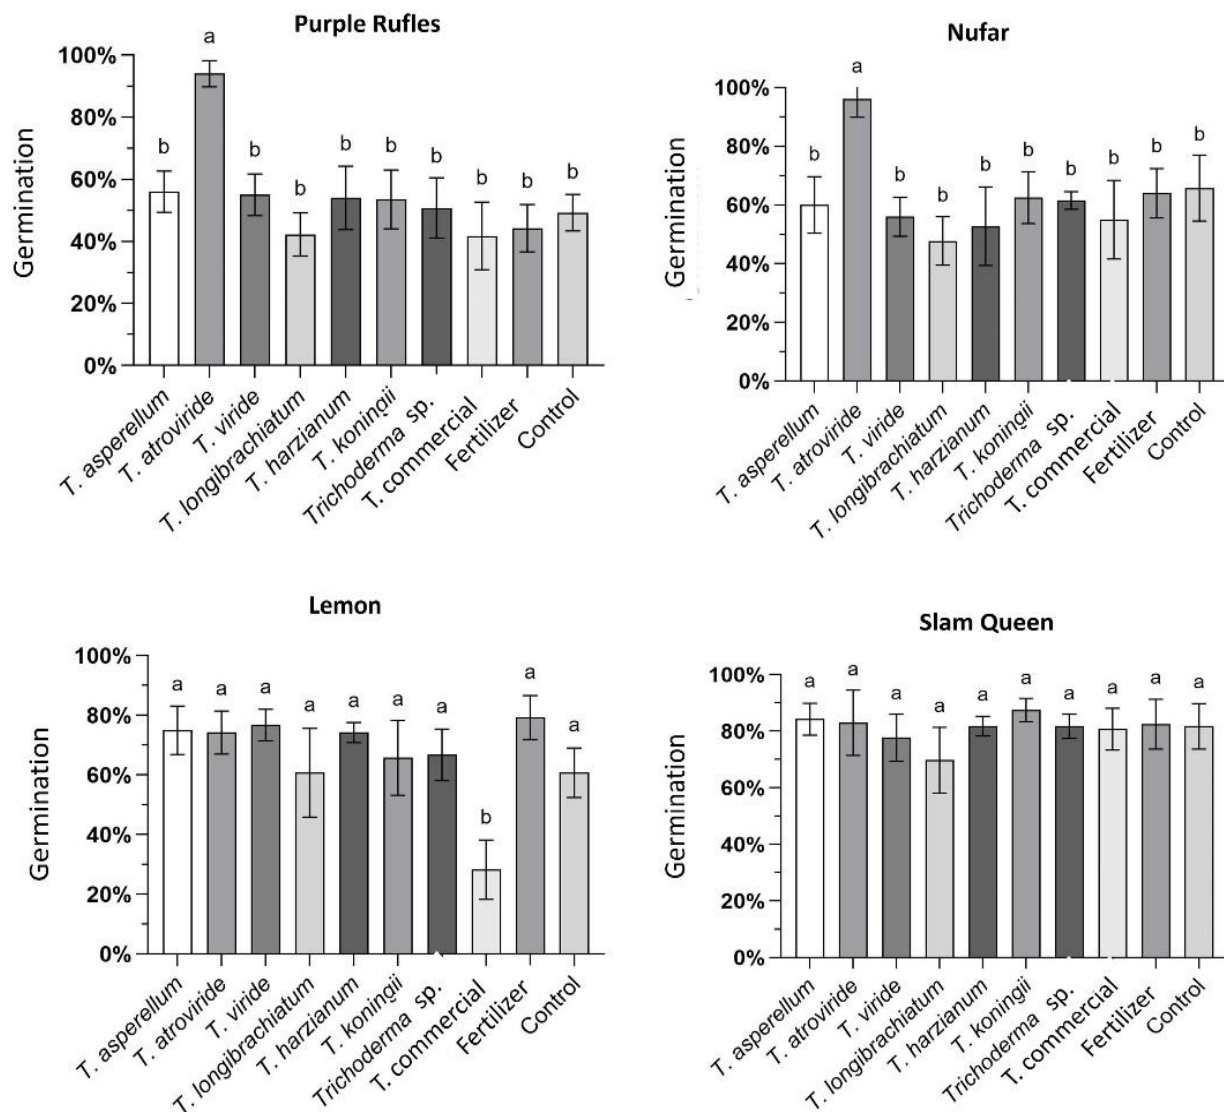 Purple Rufles
a
100%
80%
60%
40%
20%
0%
Germination
b
b
b
b
b
b
b
b
b
T. asperellum
T. atroviride
T. viride
T. longibrachiatum
T. harzianum
T. koningii
Trichoderma sp.
T. commercial
Fertilizer
Control
Nufar
a
100%
80%
60%
40%
20%
0%
Germination
b
b
b
b
b
b
b
b
b
T. asperellum
T. atroviride
T. viride
T. longibrachiatum
T. harzianum
T. koningii
Trichoderma sp.
T. commercial
Fertilizer
Control
Lemon
100%
80%
60%
40%
20%
0%
Germination
a
a
a
a
a
a
a
b
a
a
T. asperellum
T. atroviride
T. viride
T. longibrachiatum
T. harzianum
T. koningii
Trichoderma sp.
T. commercial
Fertilizer
Control
Slam Queen
100%
80%
60%
40%
20%
0%
Germination
a
a
a
a
a
a
a
a
a
a
T. asperellum
T. atroviride
T. viride
T. longibrachiatum
T. harzianum
T. koningii
Trichoderma sp.
T. commercial
Fertilizer
Control